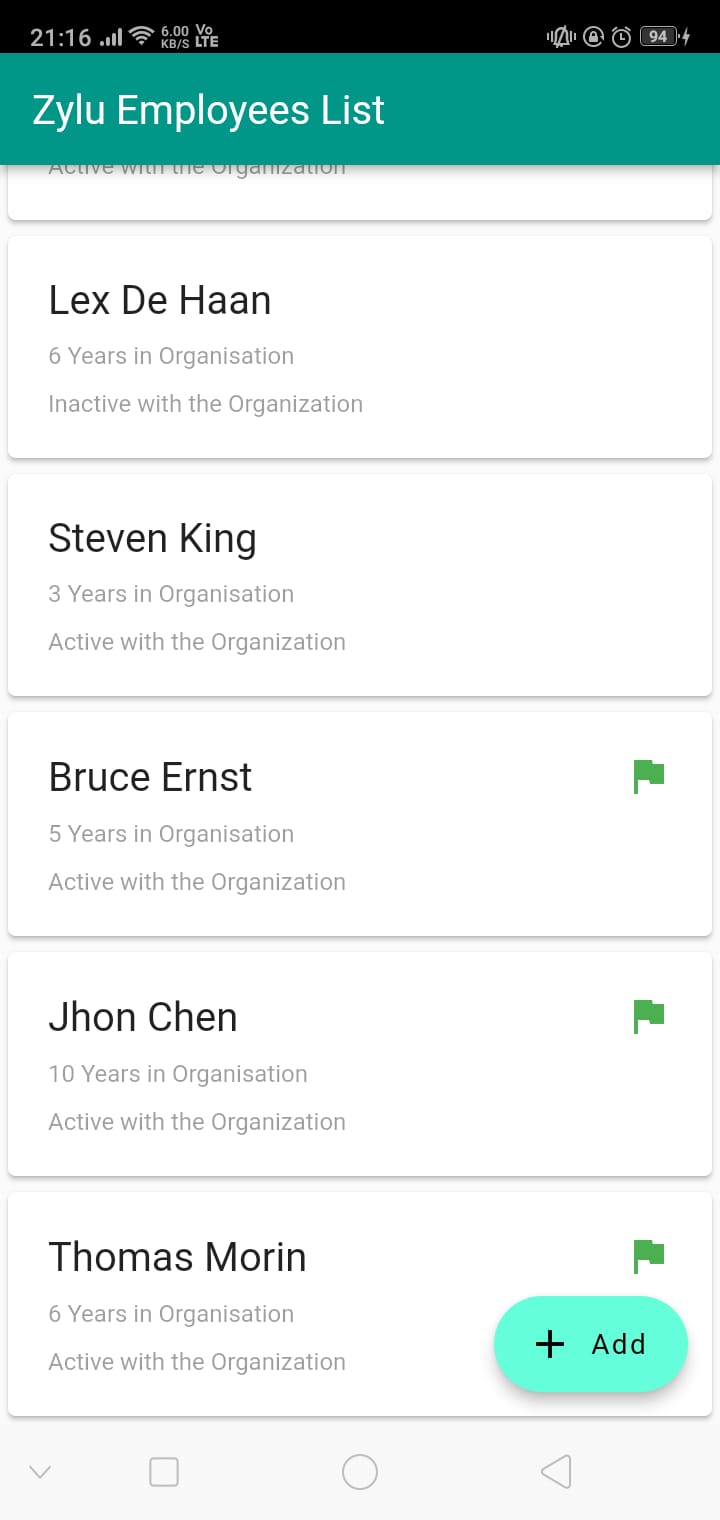 21:16 6.00 KB/S Vo LTE 94
Zylu Employees List
Active with the Organization
Lex De Haan
6 Years in Organisation
Inactive with the Organization
Steven King
3 Years in Organisation
Active with the Organization
Bruce Ernst
5 Years in Organisation
Active with the Organization
Jhon Chen
10 Years in Organisation
Active with the Organization
Thomas Morin
6 Years in Organisation
Add
Active with the Organization